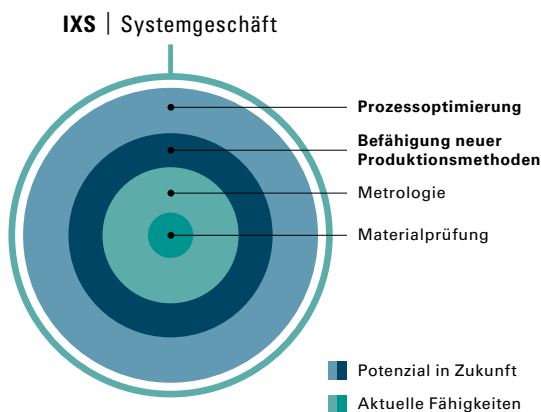 IXS | Systemgeschäft
Prozessoptimierung
Befähigung neuer
Produktionsmethoden
Metrologie
Materialprüfung
Potenzial in Zukunft
Aktuelle Fähigkeiten